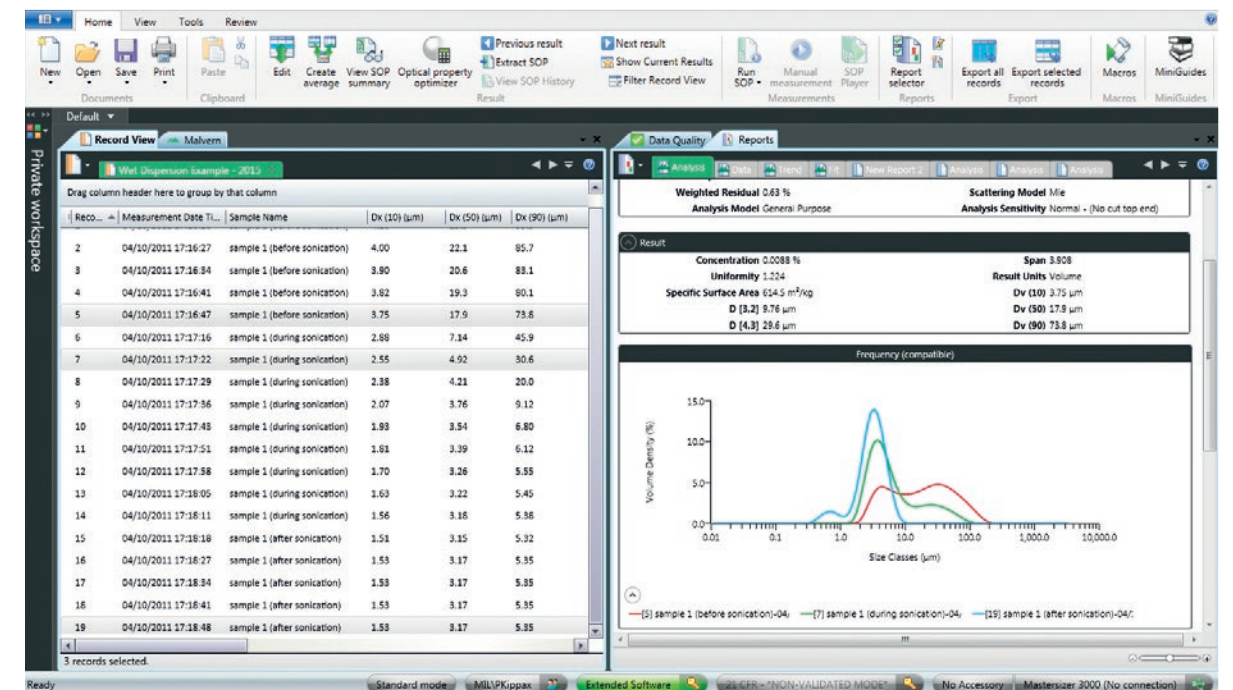 Home View Tools Review
New Open Save Print Paste Edit Create average View SOP summary Optical property optimizer
Previous result
Extract SOP
View SOP History
Next result
Show Current Results
Filter Record View
Run SOP Manual measurement SOP Player Report selector Export all records Export selected records Macros MiniGuides
Documents Clipboard Result Measurements Reports Export Macros MiniGuides
Default
Private workspace
Record View Malvern
Wet Dispersion Example - 2015
Drag column header here to group by that column
Reco... Measurement Date Ti... Sample Name Dx (10) (μm) Dx (50) (μm) Dx (90) (μm)
2 04/10/2011 17:16:27 sample 1 (before sonication) 4.00 22.1 85.7
3 04/10/2011 17:16:34 sample 1 (before sonication) 3.90 20.6 83.1
4 04/10/2011 17:16:41 sample 1 (before sonication) 3.82 19.3 80.1
5 04/10/2011 17:16:47 sample 1 (before sonication) 3.75 17.9 73.8
6 04/10/2011 17:17:16 sample 1 (during sonication) 2.88 7.14 45.9
7 04/10/2011 17:17:22 sample 1 (during sonication) 2.55 4.92 30.6
8 04/10/2011 17:17:29 sample 1 (during sonication) 2.38 4.21 20.0
9 04/10/2011 17:17:36 sample 1 (during sonication) 2.07 3.76 9.12
10 04/10/2011 17:17:43 sample 1 (during sonication) 1.93 3.54 6.80
11 04/10/2011 17:17:51 sample 1 (during sonication) 1.81 3.39 6.12
12 04/10/2011 17:17:58 sample 1 (during sonication) 1.70 3.26 5.55
13 04/10/2011 17:18:05 sample 1 (during sonication) 1.63 3.22 5.45
14 04/10/2011 17:18:11 sample 1 (during sonication) 1.56 3.18 5.38
15 04/10/2011 17:18:18 sample 1 (after sonication) 1.51 3.15 5.32
16 04/10/2011 17:18:27 sample 1 (after sonication) 1.53 3.17 5.35
17 04/10/2011 17:18:34 sample 1 (after sonication) 1.53 3.17 5.35
18 04/10/2011 17:18:41 sample 1 (after sonication) 1.53 3.17 5.35
19 04/10/2011 17:18:48 sample 1 (after sonication) 1.53 3.17 5.35
3 records selected.
Data Quality Reports
Analysis Data Trend Fit New Report 2 Analysis Analysis Analysis
Weighted Residual 0.63 % Scattering Model Mie
Analysis Model General Purpose Analysis Sensitivity Normal - (No cut top end)
Result
Concentration 0.0088 % Span 3.908
Uniformity 1.224 Result Units Volume
Specific Surface Area 614.5 m²/kg Dv (10) 3.75 μm
D [3,2] 9.76 μm Dv (50) 17.9 μm
D [4,3] 29.6 μm Dv (90) 73.8 μm
Frequency (compatible)
Volume Density (%)
15.0
10.0
5.0
0.0
0.01 0.1 1.0 10.0 100.0 1,000.0 10,000.0
Size Classes (μm)
[5] sample 1 (before sonication)-04/ [7] sample 1 (during sonication)-04/ [19] sample 1 (after sonication)-04/
Ready Standard mode MIL\PKippax Extended Software 21 CFR - *NON-VALIDATED MODE* No Accessory Mastersizer 3000 (No connection)